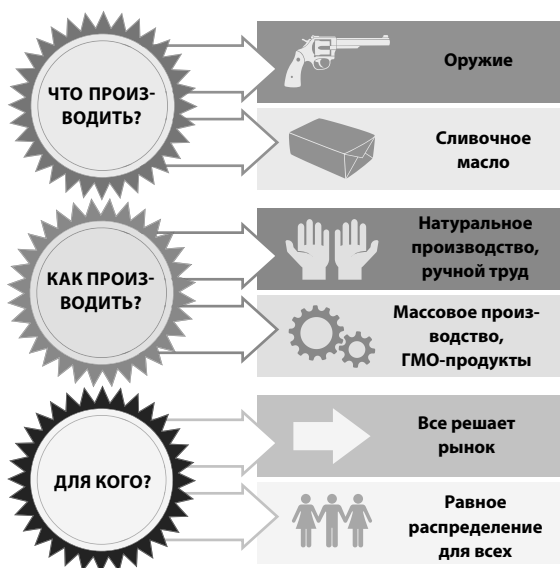 ЧТО ПРОИЗ-
ВОДИТЬ?
Оружие
Сливочное
масло
КАК ПРОИЗ-
ВОДИТЬ?
Натуральное
производство,
ручной труд
Массовое произ-
водство,
ГМО-продукты
ДЛЯ КОГО?
Все решает
рынок
Равное
распределение
для всех